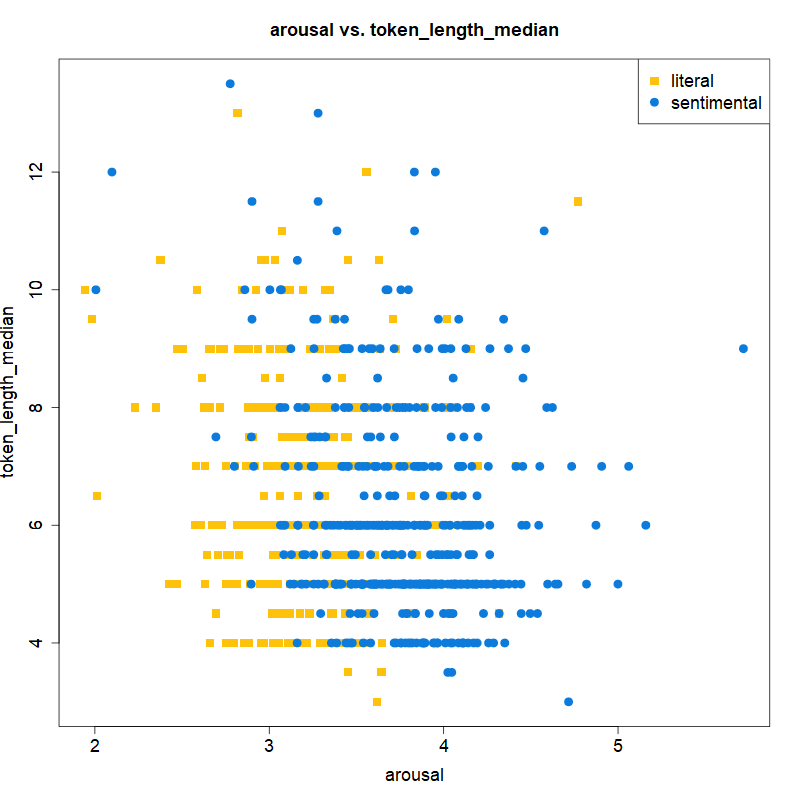 arousal vs. token_length_median
literal
sentimental
token_length_median
12
10
8
6
4
2 3 4 5
arousal